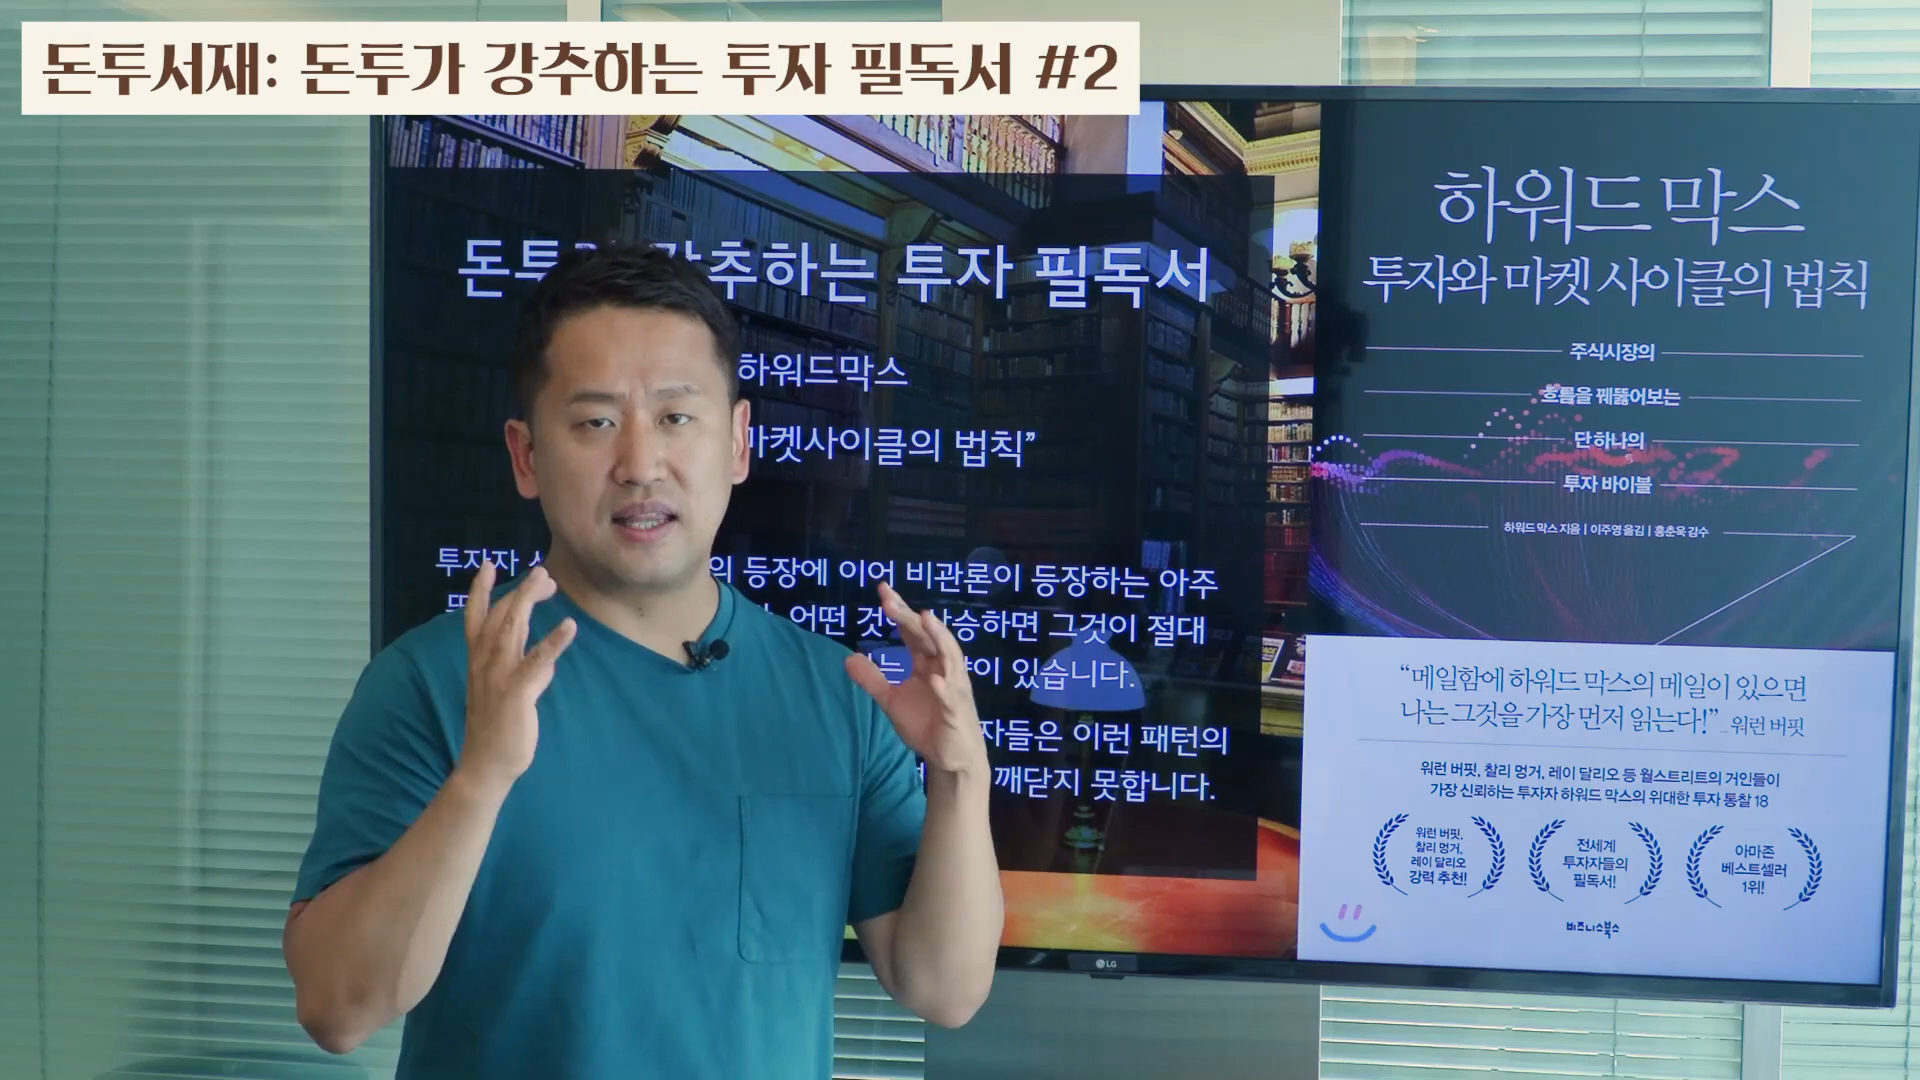 돈투서재: 돈투가 강추하는 투자 필독서 #2
돈투 강추하는 투자 필독서
하워드막스
마켓사이클의 법칙”
투자자 의 등장에 이어 비관론이 등장하는 아주
어떤 것이 상승하면 그것이 절대
있습니다.
이런 패턴의
깨닫지 못합니다.
하워드 막스
투자와 마켓 사이클의 법칙
주식시장의
흐름을 꿰뚫어보는
단 하나의
투자 바이블
하워드 막스 지음 | 이주영 옮김 | 홍춘욱 감수
“메일함에 하워드 막스의 메일이 있으면
나는 그것을 가장 먼저 읽는다!” _ 워런 버핏
워런 버핏, 찰리 멍거, 레이 달리오 등 월스트리트의 거인들이
가장 신뢰하는 투자자 하워드 막스의 위대한 투자 통찰 18
워런 버핏,
찰리 멍거,
레이 달리오
강력 추천!
전세계
투자자들의
필독서!
아마존
베스트셀러
1위!
비즈니스북스
LG